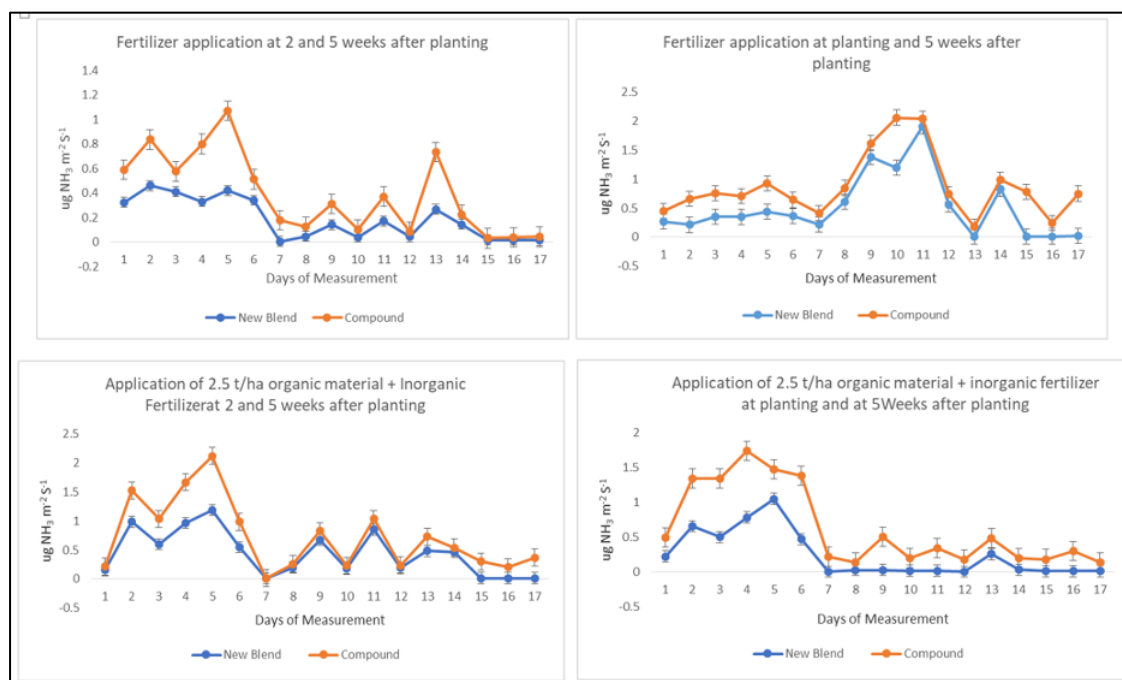 Fertilizer application at 2 and 5 weeks after planting
ug NH₃ m⁻² S⁻¹
1.4
1.2
1
0.8
0.6
0.4
0.2
0
-0.2
1 2 3 4 5 6 7 8 9 10 11 12 13 14 15 16 17
Days of Measurement
New Blend Compound
Fertilizer application at planting and 5 weeks after
planting
ug NH₃ m⁻² S⁻¹
2.5
2
1.5
1
0.5
0
-0.5
1 2 3 4 5 6 7 8 9 10 11 12 13 14 15 16 17
Days of Measurement
New Blend Compound
Application of 2.5 t/ha organic material + Inorganic
Fertilizerat 2 and 5 weeks after planting
ug NH₃ m⁻² S⁻¹
2.5
2
1.5
1
0.5
0
-0.5
1 2 3 4 5 6 7 8 9 10 11 12 13 14 15 16 17
Days of Measurement
New Blend Compound
Application of 2.5 t/ha organic material + inorganic fertilizer
at planting and at 5Weeks after planting
ug NH₃ m⁻² S⁻¹
2
1.5
1
0.5
0
-0.5
1 2 3 4 5 6 7 8 9 10 11 12 13 14 15 16 17
Days of Measurement
New Blend Compound